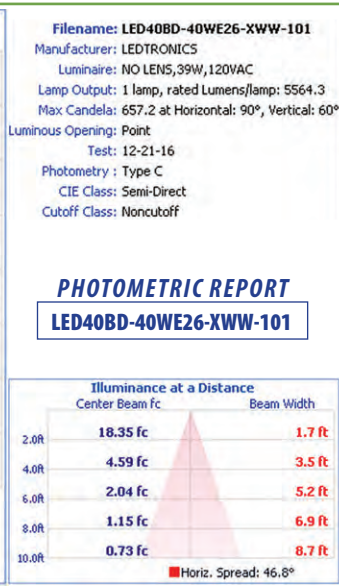 Filename: LED40BD-40WE26-XWW-101
Manufacturer: LEDTRONICS
Luminaire: NO LENS,39W,120VAC
Lamp Output: 1 lamp, rated Lumens/lamp: 5564.3
Max Candela: 657.2 at Horizontal: 90°, Vertical: 60°
Luminous Opening: Point
Test: 12-21-16
Photometry : Type C
CIE Class: Semi-Direct
Cutoff Class: Noncutoff
PHOTOMETRIC REPORT
LED40BD-40WE26-XWW-101
Illuminance at a Distance
Center Beam fc Beam Width
2.0ft 18.35 fc 1.7 ft
4.0ft 4.59 fc 3.5 ft
6.0ft 2.04 fc 5.2 ft
8.0ft 1.15 fc 6.9 ft
10.0ft 0.73 fc 8.7 ft
Horiz. Spread: 46.8°